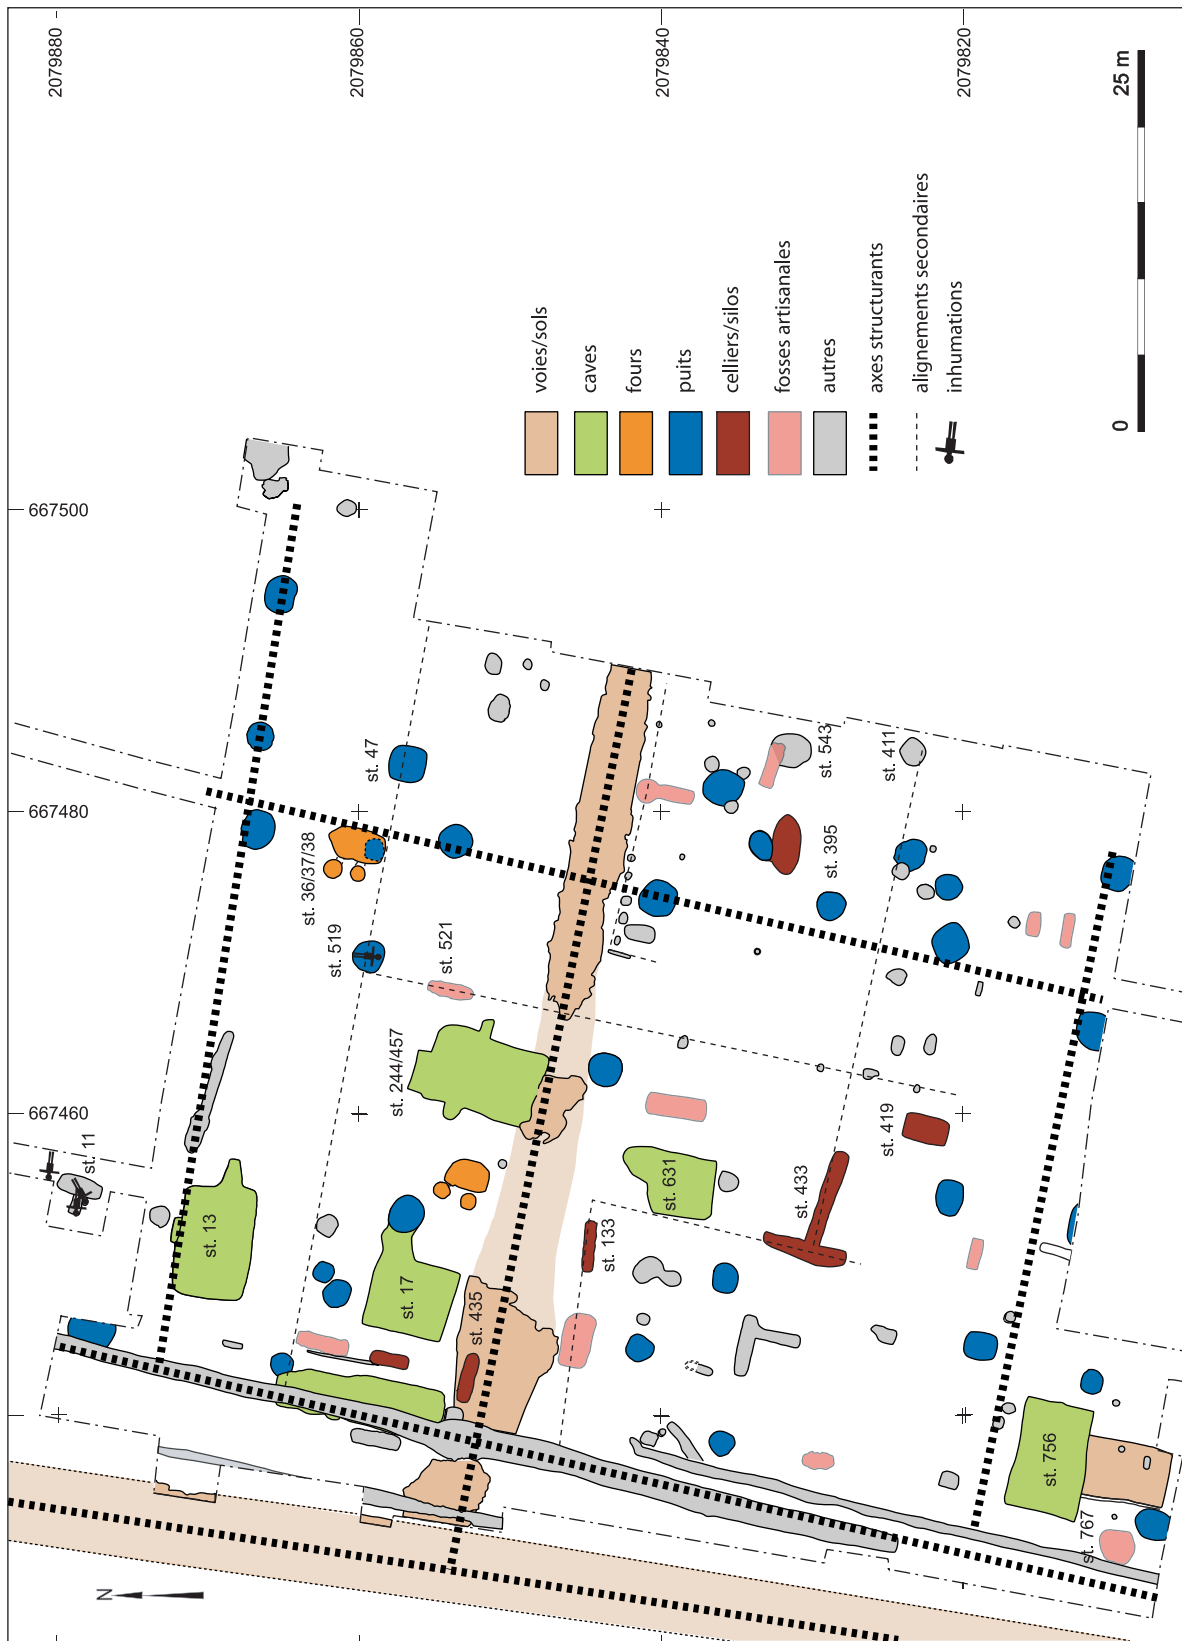 2079880
2079860
2079840
2079820
25 m
0
voies/sols
caves
fours
puits
celliers/silos
fosses artisanales
autres
axes structurants
alignements secondaires
inhumations
667500
667480
667460
st. 47
st. 36/37/38
st. 519
st. 521
st. 244/457
st. 11
st. 13
st. 17
st. 435
st. 133
st. 631
st. 433
st. 419
st. 395
st. 543
st. 411
st. 756
st. 767
N